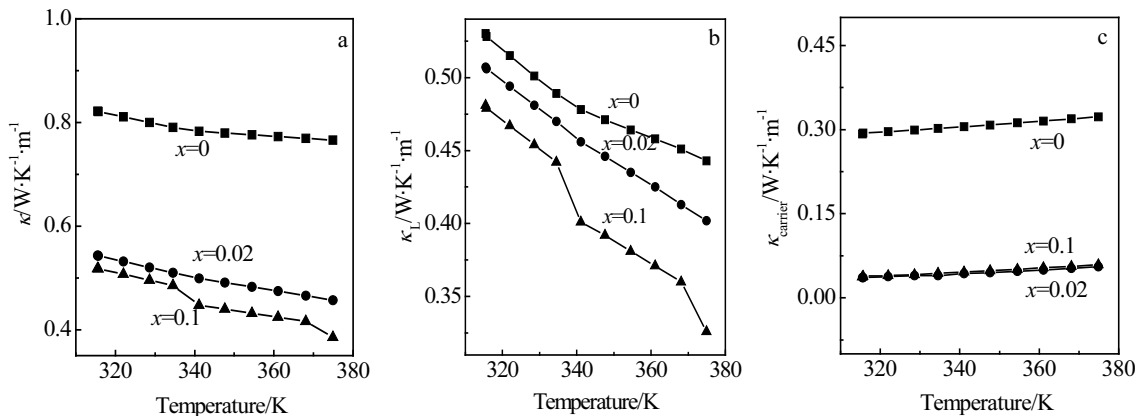 a
κ/W·K⁻¹·m⁻¹
1.0
0.8
0.6
0.4
x=0
x=0.02
x=0.1
320 340 360 380
Temperature/K
b
κL/W·K⁻¹·m⁻¹
0.50
0.45
0.40
0.35
x=0
x=0.02
x=0.1
320 340 360 380
Temperature/K
c
κcarrier/W·K⁻¹·m⁻¹
0.45
0.30
0.15
0.00
x=0
x=0.1
x=0.02
320 340 360 380
Temperature/K